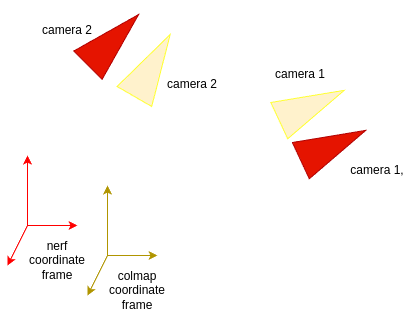 camera 2
camera 2
camera 1
camera 1,
nerf
coordinate
frame
colmap
coordinate
frame